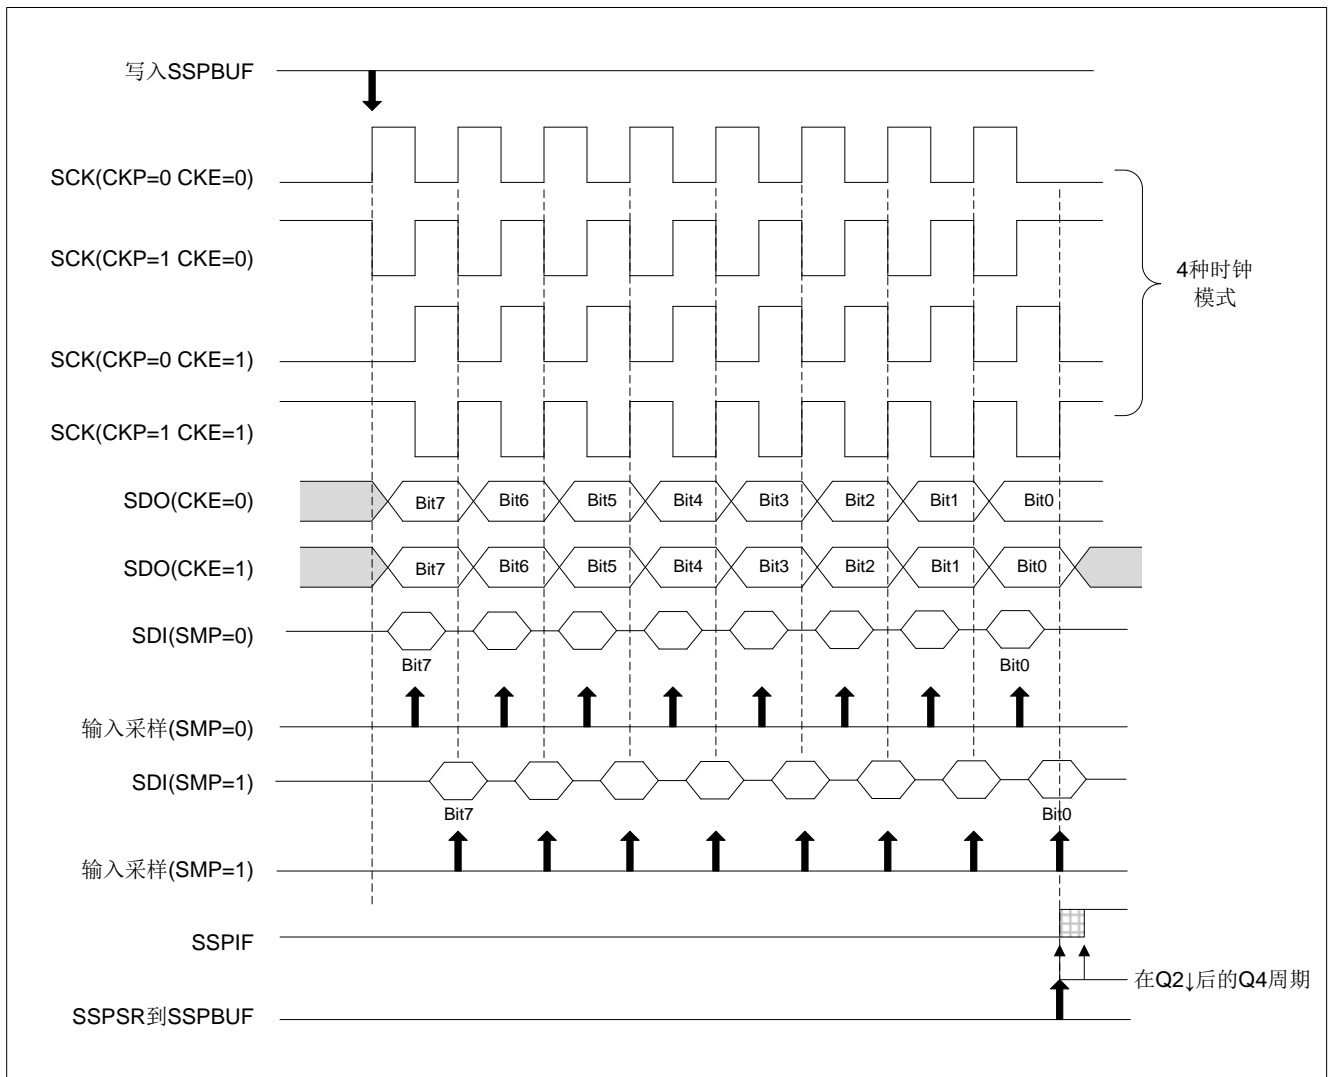 写入SSPBUF
SCK(CKP=0 CKE=0)
SCK(CKP=1 CKE=0)
4种时钟
模式
SCK(CKP=0 CKE=1)
SCK(CKP=1 CKE=1)
SDO(CKE=0) Bit7 Bit6 Bit5 Bit4 Bit3 Bit2 Bit1 Bit0
SDO(CKE=1) Bit7 Bit6 Bit5 Bit4 Bit3 Bit2 Bit1 Bit0
SDI(SMP=0)
Bit7 Bit0
输入采样(SMP=0)
SDI(SMP=1)
Bit7 Bit0
输入采样(SMP=1)
SSPIF
在Q2↓后的Q4周期
SSPSR到SSPBUF